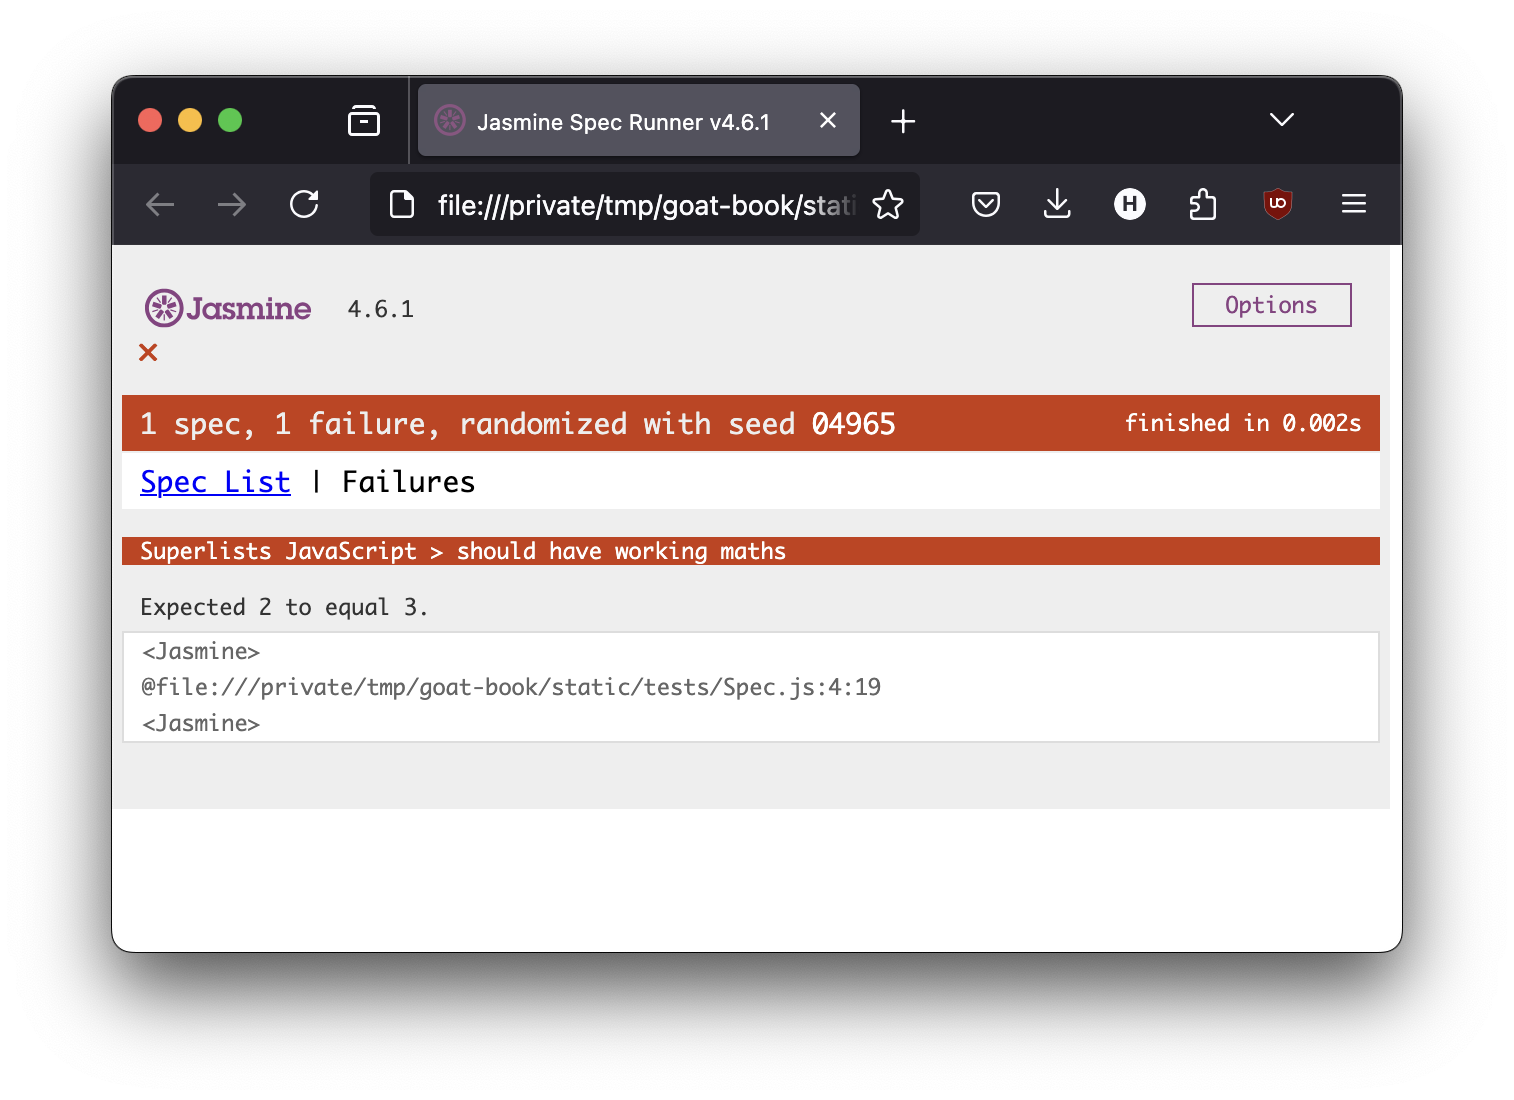 Jasmine Spec Runner v4.6.1
file:///private/tmp/goat-book/stati
H
uo
Jasmine 4.6.1
Options
1 spec, 1 failure, randomized with seed 04965
finished in 0.002s
Spec List | Failures
Superlists JavaScript > should have working maths
Expected 2 to equal 3.
<Jasmine>
@file:///private/tmp/goat-book/static/tests/Spec.js:4:19
<Jasmine>